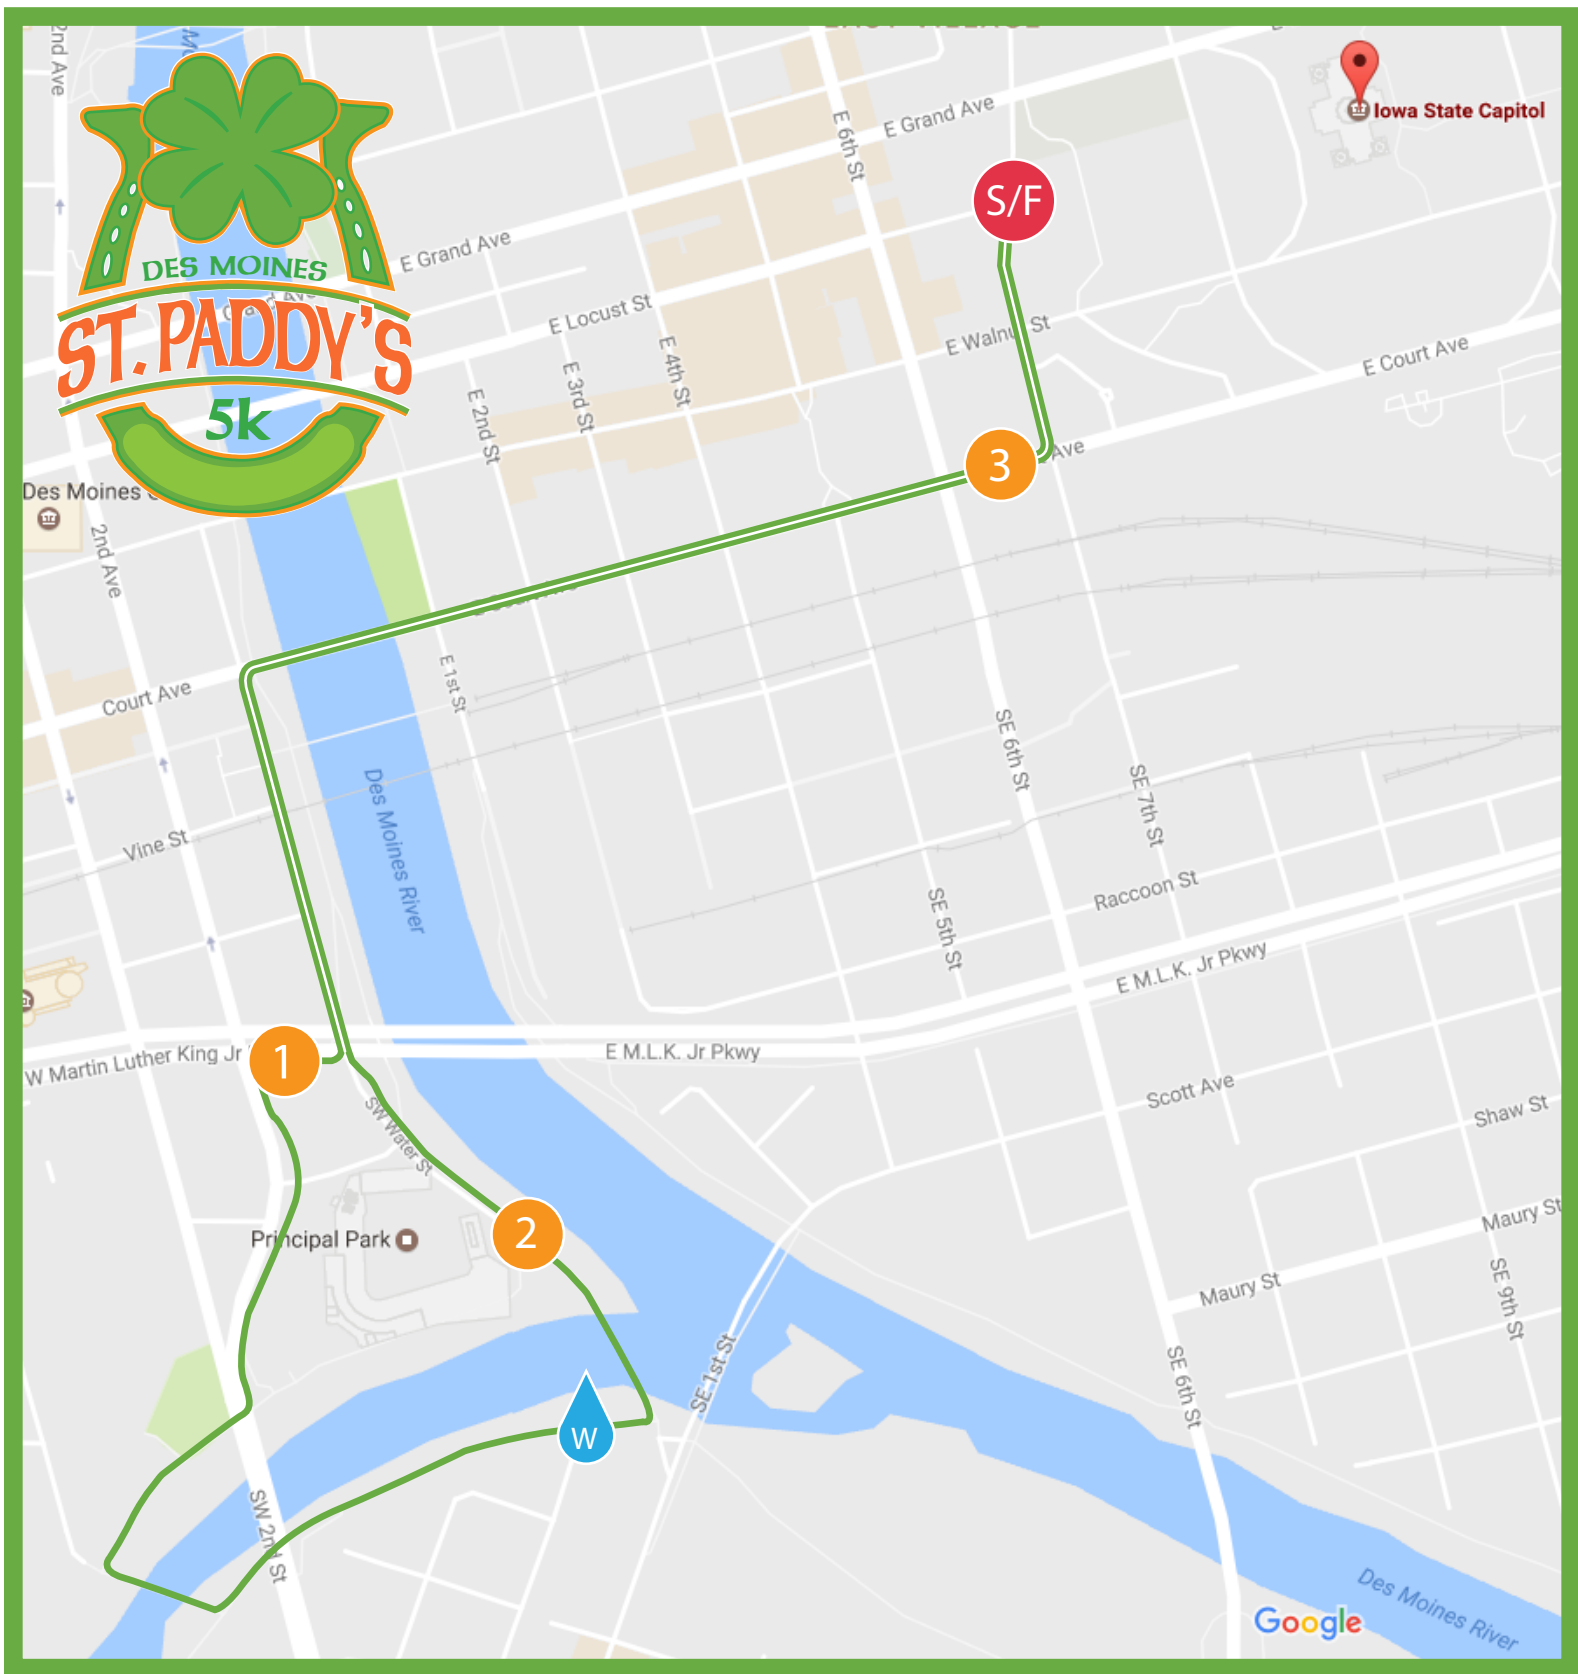 2nd Ave
Iowa State Capitol
E Grand Ave
E 6th St
S/F
DES MOINES
ST. PADDY'S
5k
E Grand Ave
E Locust St
E Walnut St
E Court Ave
E 4th St
E 3rd St
E 2nd St
3
Ave
Des Moines
2nd Ave
E 1st St
Court Ave
Des Moines River
SE 6th St
SE 7th St
Vine St
Raccoon St
SE 5th St
E M.L.K. Jr Pkwy
W Martin Luther King Jr
1
E M.L.K. Jr Pkwy
SW Water St
Scott Ave
Shaw St
Principal Park
2
Maury St
Maury St
SE 9th St
SE 1st St
SE 6th St
W
SW 2nd St
Des Moines River
Google